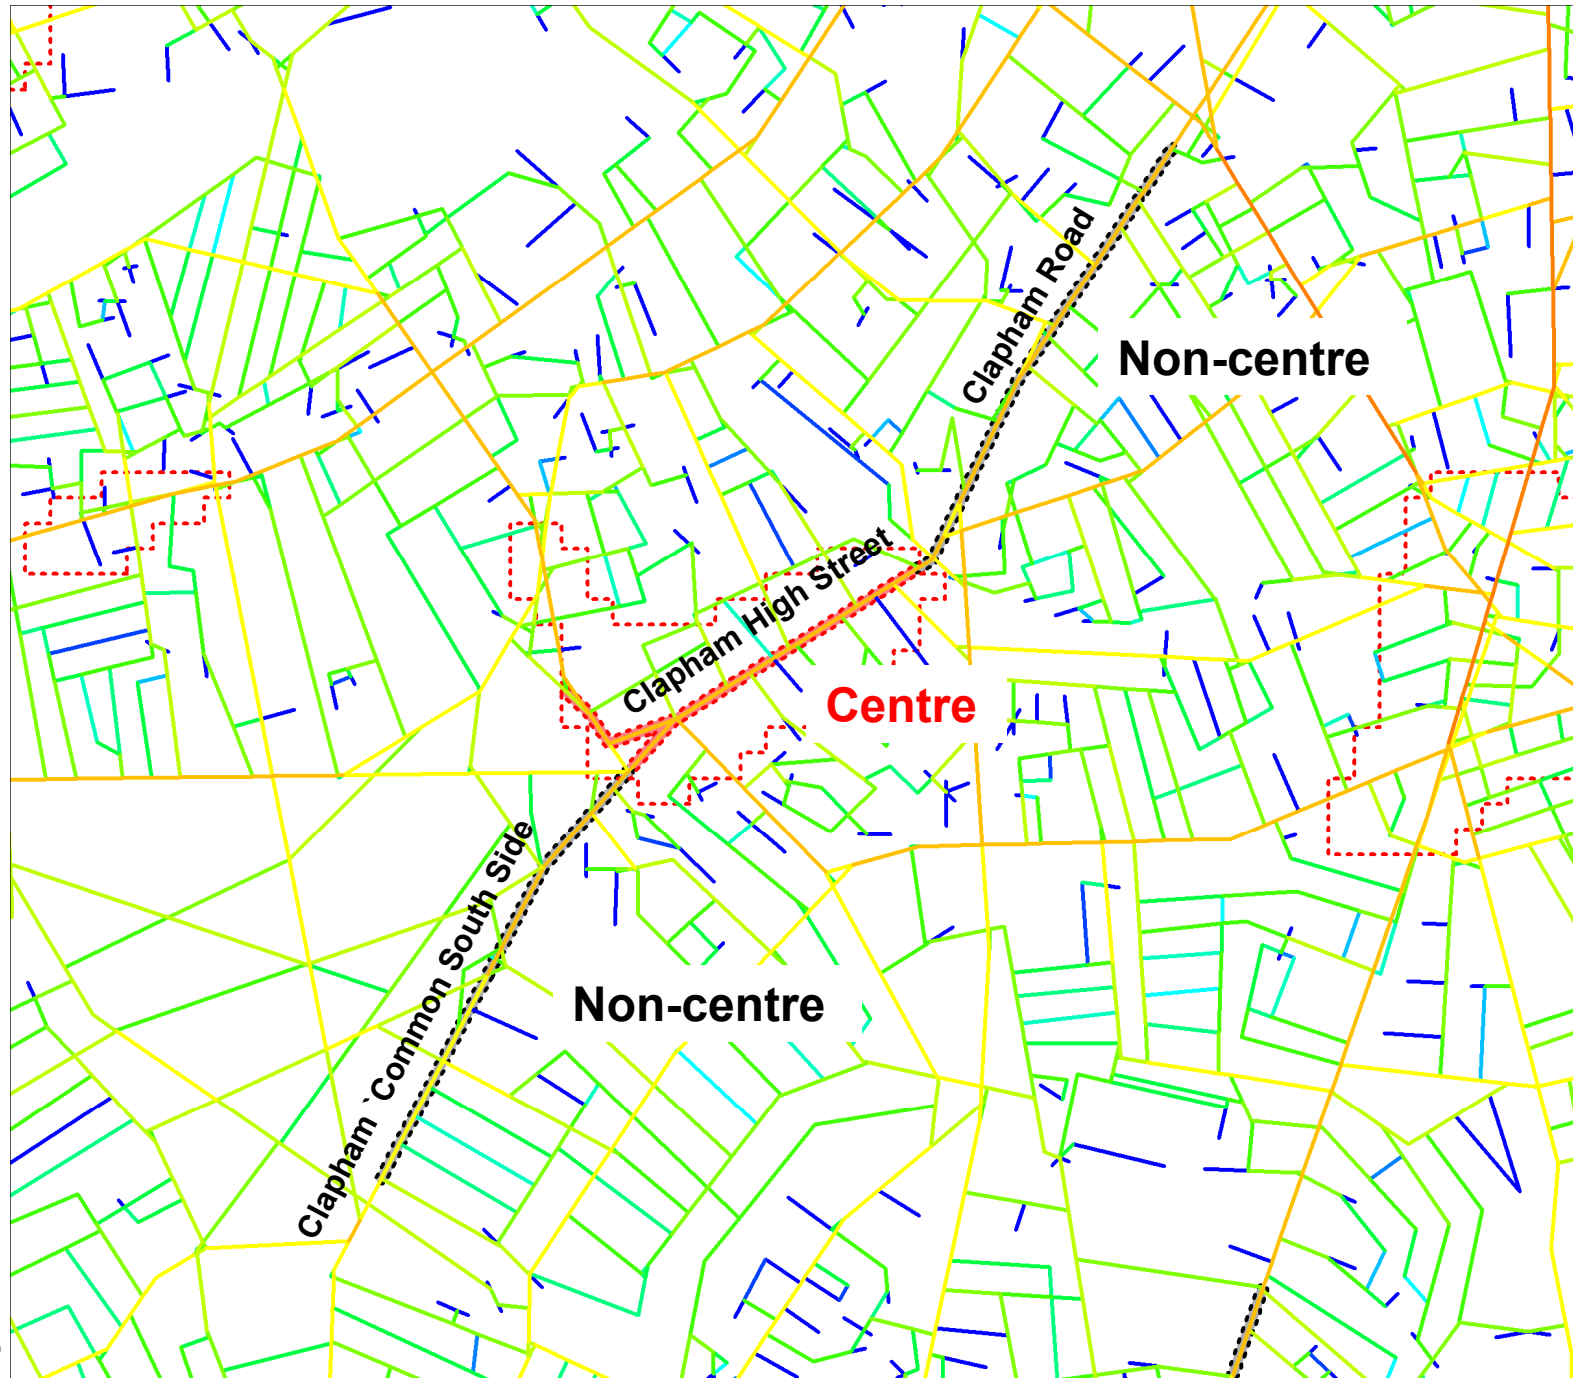 Clapham Road
Non-centre
Clapham High Street
Centre
Clapham `Common South Side
Non-centre